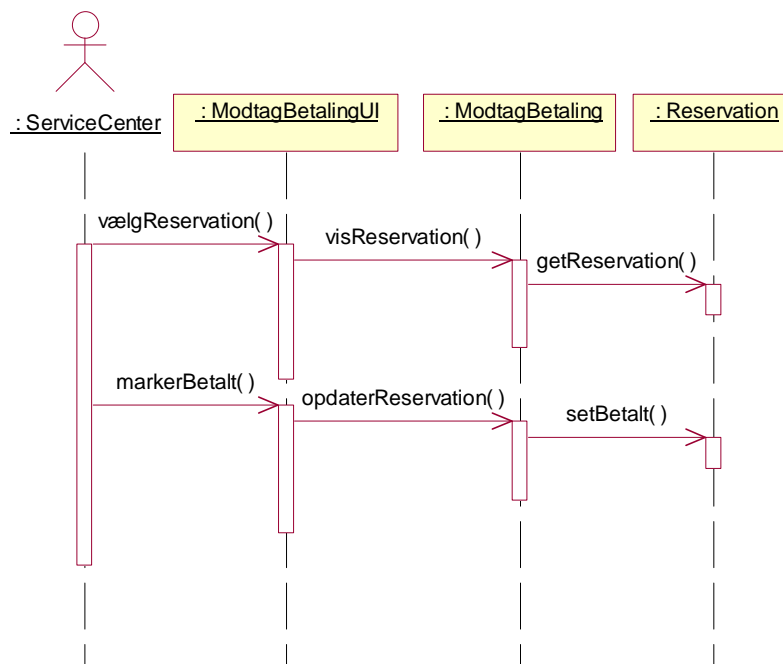 : ServiceCenter
: ModtagBetalingUI
: ModtagBetaling
: Reservation
vælgReservation( )
visReservation( )
getReservation( )
markerBetalt( )
opdaterReservation( )
setBetalt( )